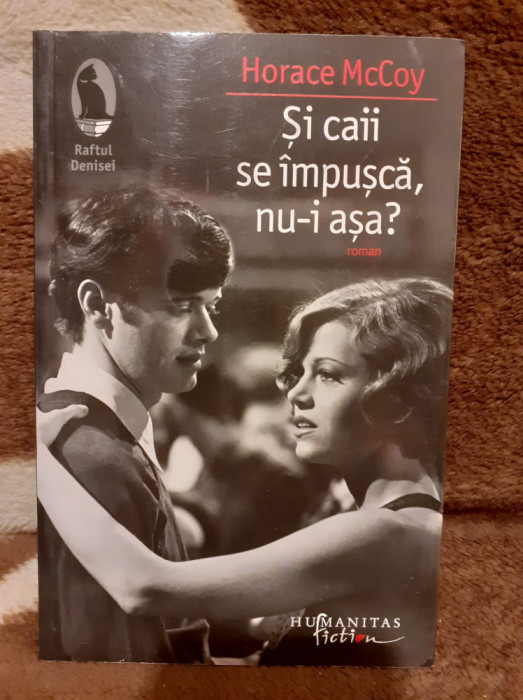 Horace McCoy
Și caii
se împușcă,
nu-i așa?
roman
Raftul
Denisei
HUMANITAS
fiction